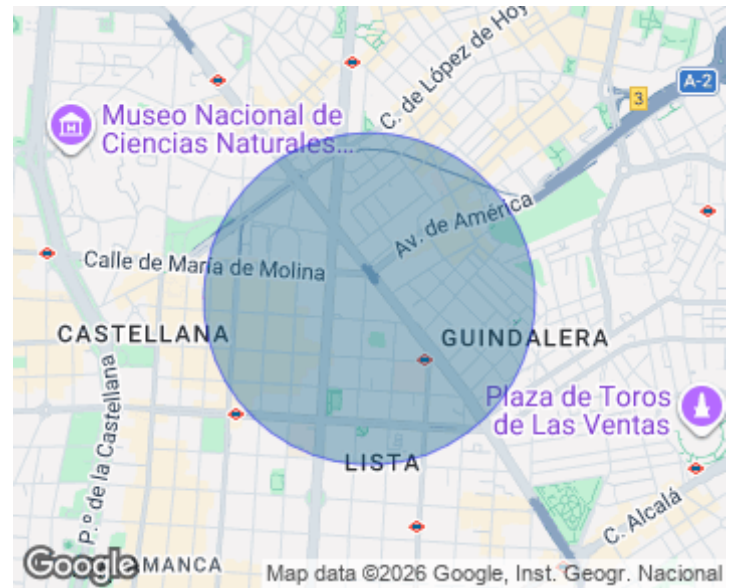 C. de López de Hoy
3
A-2
Museo Nacional de
Ciencias Naturales...
Av. de América
Calle de María de Molina
CASTELLANA
GUINDALERA
P.º de la Castellana
Plaza de Toros
de Las Ventas
LISTA
C. Alcalá
Google
AMANCA
Map data ©2026 Google, Inst. Geogr. Nacional